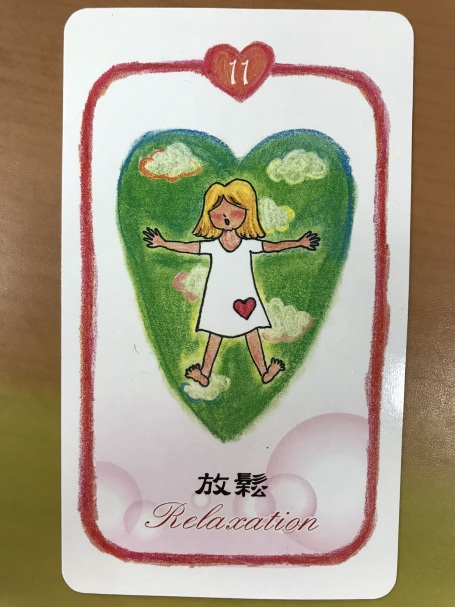 11
放鬆
Relaxation